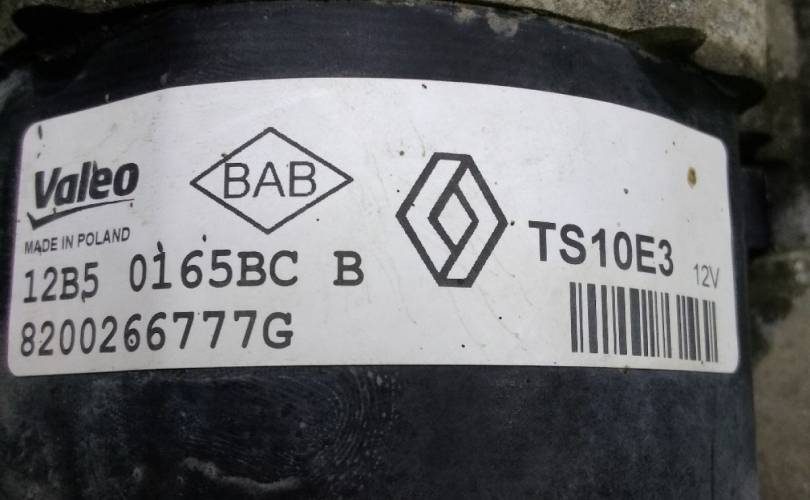 Valeo
BAB
MADE IN POLAND
12B5 0165BC B
8200266777G
TS10E3
12V